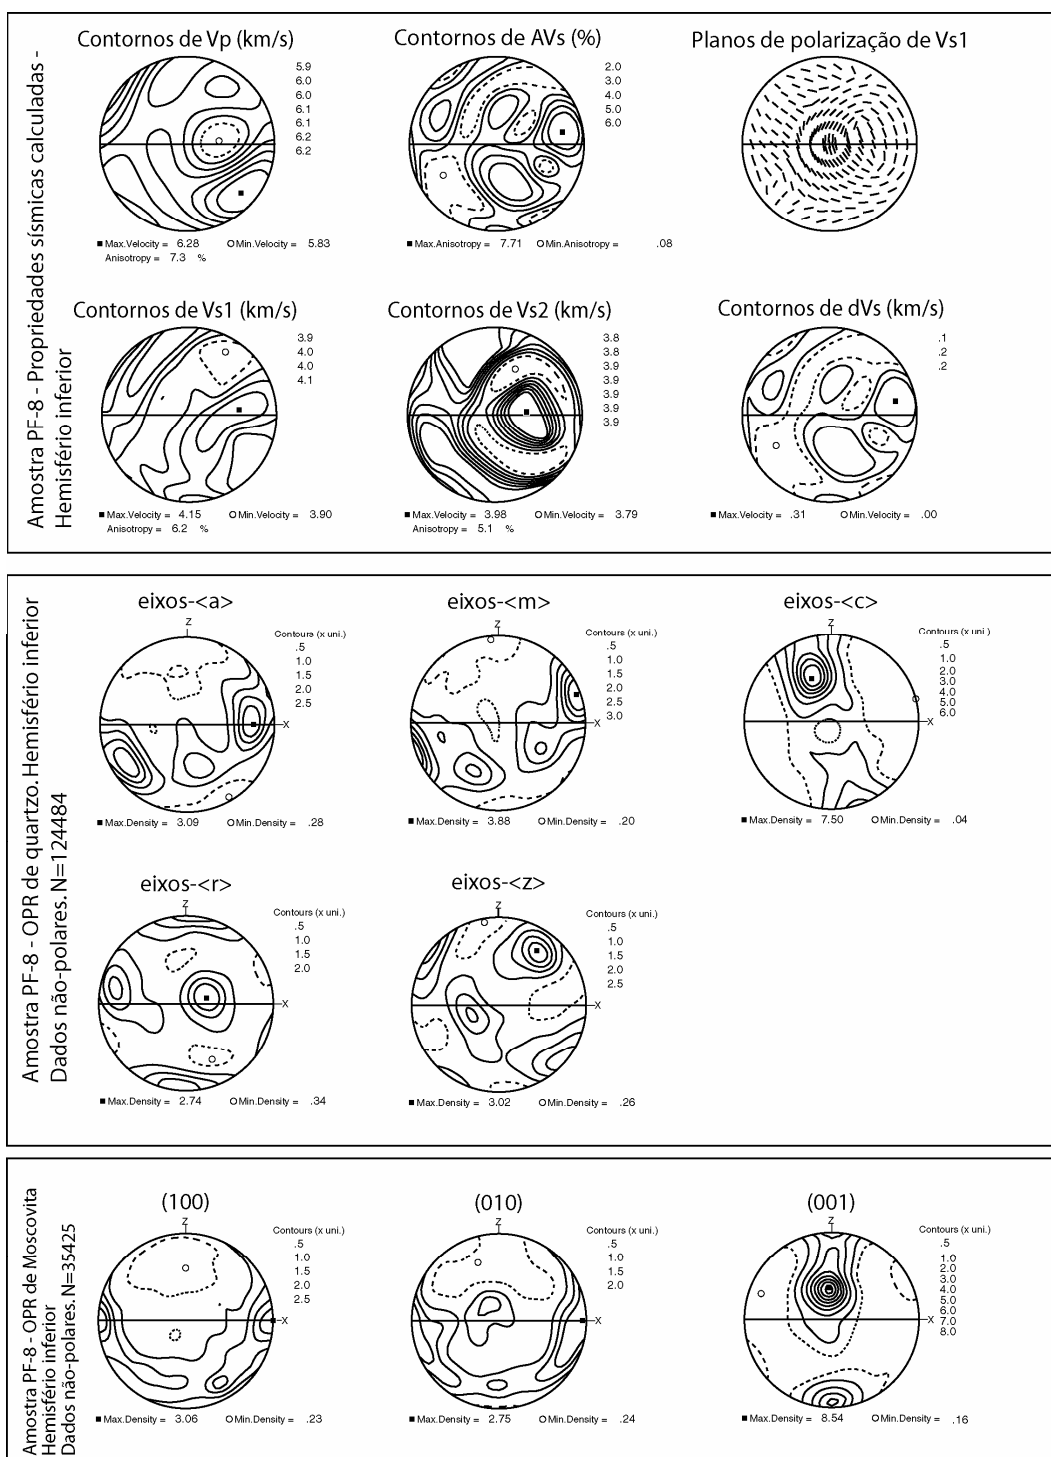 Amostra PF-8 - Propriedades sísmicas calculadas -
Hemisfério inferior
Contornos de Vp (km/s)
5.9
6.0
6.0
6.1
6.1
6.2
6.2
■ Max.Velocity = 6.28 O Min.Velocity = 5.83
Anisotropy = 7.3 %
Contornos de AVs (%)
2.0
3.0
4.0
5.0
6.0
■ Max.Anisotropy = 7.71 O Min.Anisotropy = .08
Planos de polarização de Vs1
Contornos de Vs1 (km/s)
3.9
4.0
4.0
4.1
■ Max.Velocity = 4.15 O Min.Velocity = 3.90
Anisotropy = 6.2 %
Contornos de Vs2 (km/s)
3.8
3.8
3.9
3.9
3.9
3.9
3.9
■ Max.Velocity = 3.98 O Min.Velocity = 3.79
Anisotropy = 5.1 %
Contornos de dVs (km/s)
.1
.2
.2
■ Max.Velocity = .31 O Min.Velocity = .00
Amostra PF-8 - OPR de quartzo. Hemisfério inferior
Dados não-polares. N=124484
eixos-<a>
Z
X
Contours (x uni.)
.5
1.0
1.5
2.0
2.5
■ Max.Density = 3.09 O Min.Density = .28
eixos-<m>
Z
X
Contours (x uni.)
.5
1.0
1.5
2.0
2.5
3.0
■ Max.Density = 3.88 O Min.Density = .20
eixos-<c>
Z
X
Contours (x uni.)
.5
1.0
2.0
3.0
4.0
5.0
6.0
■ Max.Density = 7.50 O Min.Density = .04
eixos-<r>
Z
X
Contours (x uni.)
.5
1.0
1.5
2.0
■ Max.Density = 2.74 O Min.Density = .34
eixos-<z>
Z
X
Contours (x uni.)
.5
1.0
1.5
2.0
2.5
■ Max.Density = 3.02 O Min.Density = .26
Amostra PF-8 - OPR de Moscovita
Hemisfério inferior
Dados não-polares. N=35425
(100)
Z
X
Contours (x uni.)
.5
1.0
1.5
2.0
2.5
■ Max.Density = 3.06 O Min.Density = .23
(010)
Z
X
Contours (x uni.)
.5
1.0
1.5
2.0
■ Max.Density = 2.75 O Min.Density = .24
(001)
Z
X
Contours (x uni.)
.5
1.0
2.0
3.0
4.0
5.0
6.0
7.0
8.0
■ Max.Density = 8.54 O Min.Density = .16